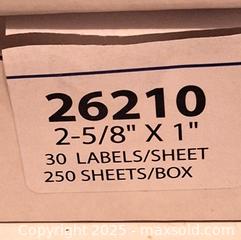 26210
2-5/8" X 1"
30 LABELS/SHEET
250 SHEETS/BOX
Copyright 2025 - maxsold.com